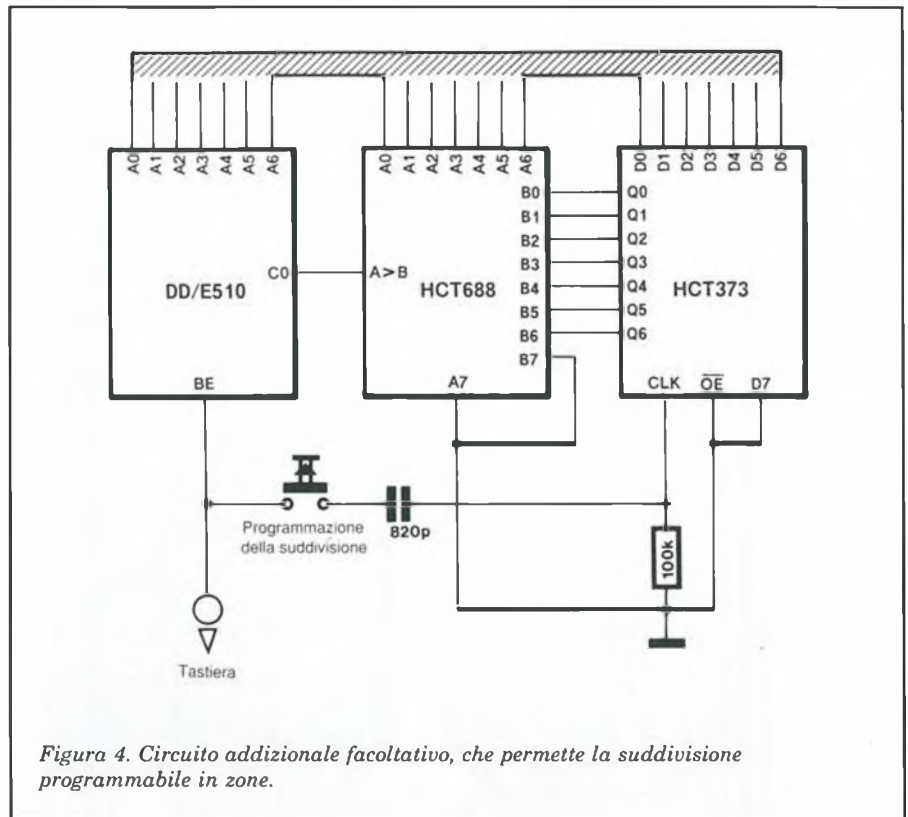 A0 A1 A2 A3 A4 A5 A6
A0 A1 A2 A3 A4 A5 A6
D0 D1 D2 D3 D4 D5 D6
DD/E510
C0
BE
A>B
HCT688
B0
B1
B2
B3
B4
B5
B6
B7
A7
Q0
Q1
Q2
Q3
Q4
Q5
Q6
HCT373
CLK
OE
D7
Programmazione
della suddivisione
820p
100k
Tastiera
Figura 4. Circuito addizionale facoltativo, che permette la suddivisione
programmabile in zone.